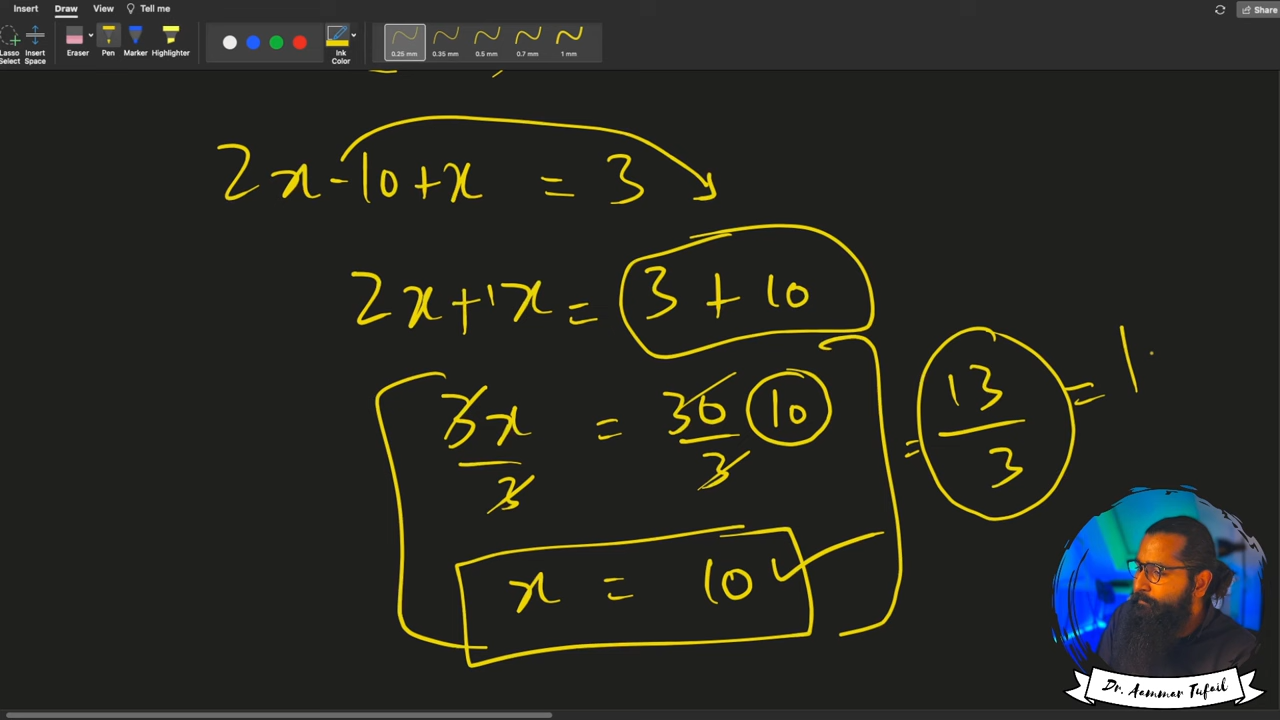 Insert Draw View Tell me Share
Lasso Select Insert Space Eraser Pen Marker Highlighter Ink Color 0.25 mm 0.35 mm 0.5 mm 0.7 mm 1 mm
2x-10+x = 3
2x+1x = 3 + 10
3x/3 = 30/3 10 = 13/3 = 1
x = 10
Dr. Aammar Tufail